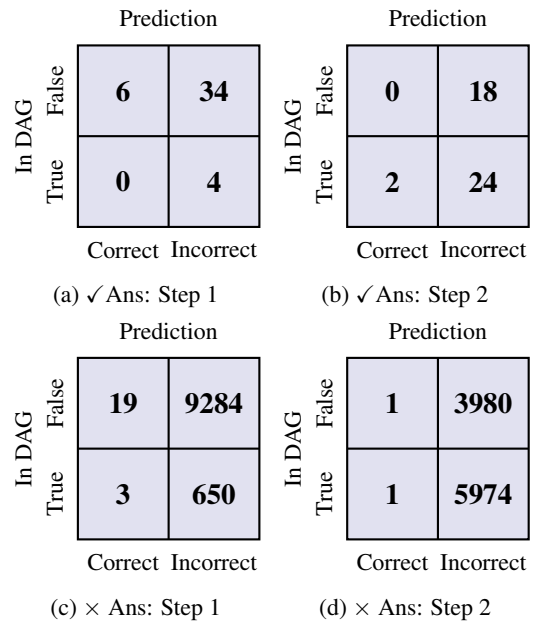 Prediction Prediction
In DAG False 6 34 In DAG False 0 18
True 0 4 True 2 24
Correct Incorrect Correct Incorrect
(a) ✓Ans: Step 1 (b) ✓Ans: Step 2
Prediction Prediction
In DAG False 19 9284 In DAG False 1 3980
True 3 650 True 1 5974
Correct Incorrect Correct Incorrect
(c) × Ans: Step 1 (d) × Ans: Step 2